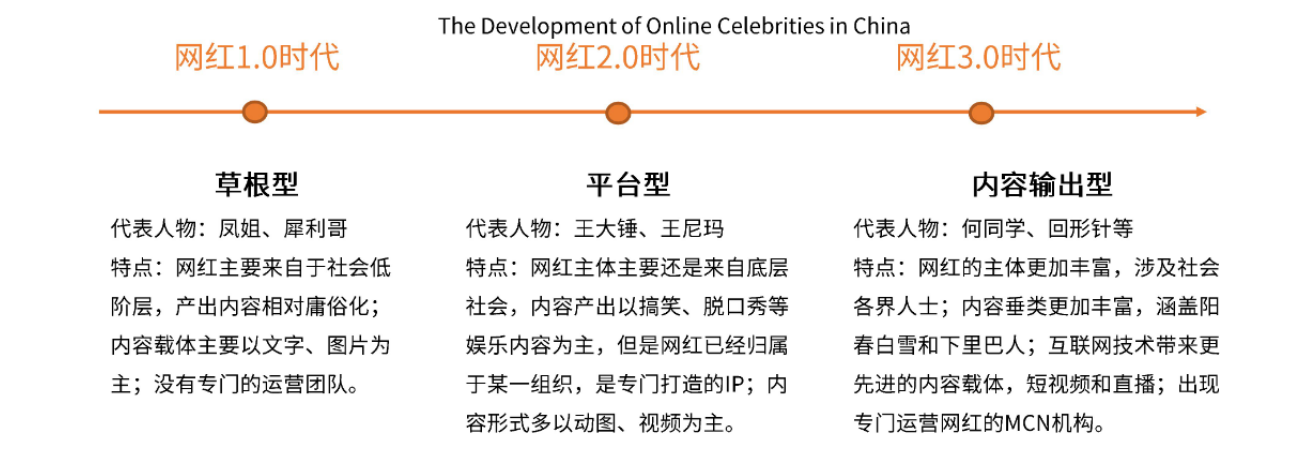 The Development of Online Celebrities in China
网红1.0时代
网红2.0时代
网红3.0时代
草根型
代表人物：凤姐、犀利哥
特点：网红主要来自于社会低
阶层，产出内容相对庸俗化；
内容载体主要以文字、图片为
主；没有专门的运营团队。
平台型
代表人物：王大锤、王尼玛
特点：网红主体主要还是来自底层
社会，内容产出以搞笑、脱口秀等
娱乐内容为主，但是网红已经归属
于某一组织，是专门打造的IP；内
容形式多以动图、视频为主。
内容输出型
代表人物：何同学、回形针等
特点：网红的主体更加丰富，涉及社会
各界人士；内容垂类更加丰富，涵盖阳
春白雪和下里巴人；互联网技术带来更
先进的内容载体，短视频和直播；出现
专门运营网红的MCN机构。